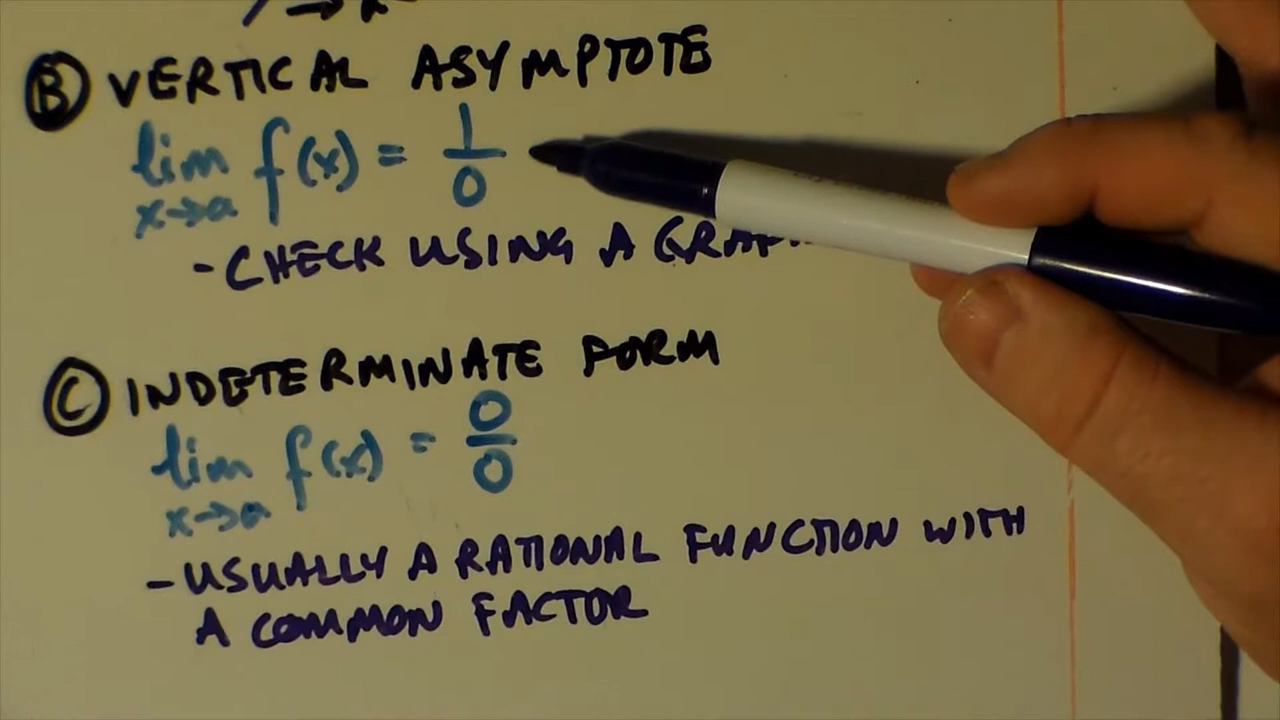 Ⓑ VERTICAL ASYMPTOTE
lim f(x) = 1/0
x→a
- CHECK USING A
Ⓒ INDETERMINATE FORM
lim f(x) = 0/0
x→a
- USUALLY A RATIONAL FUNCTION WITH
A COMMON FACTOR